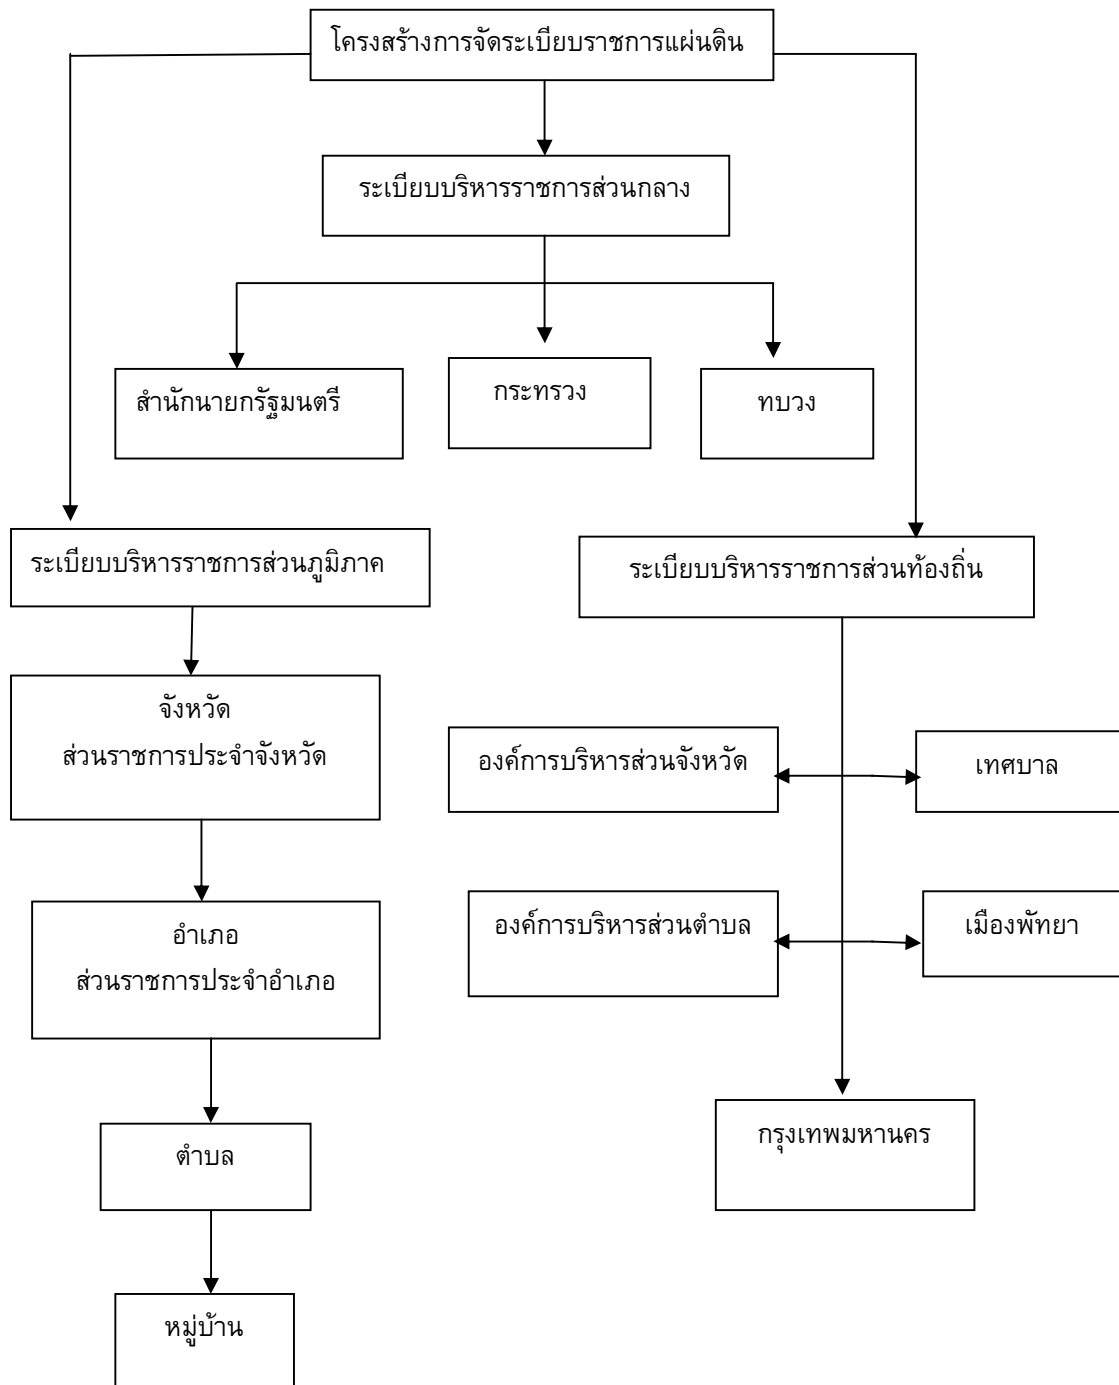 โครงสร้างการจัดระเบียบราชการแผ่นดิน
ระเบียบบริหารราชการส่วนกลาง
สำนักนายกรัฐมนตรี
กระทรวง
ทบวง
ระเบียบบริหารราชการส่วนภูมิภาค
ระเบียบบริหารราชการส่วนท้องถิ่น
จังหวัด
ส่วนราชการประจำจังหวัด
องค์การบริหารส่วนจังหวัด
เทศบาล
อำเภอ
ส่วนราชการประจำอำเภอ
องค์การบริหารส่วนตำบล
เมืองพัทยา
ตำบล
กรุงเทพมหานคร
หมู่บ้าน